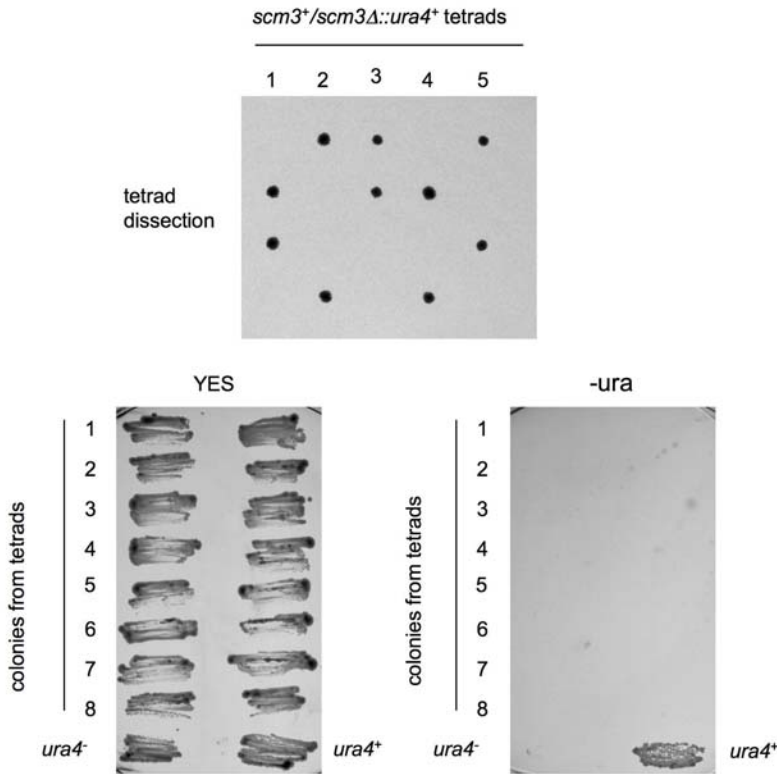 scm3⁺/scm3Δ::ura4⁺ tetrads
1 2 3 4 5
tetrad
dissection
YES
-ura
colonies from tetrads
1
2
3
4
5
6
7
8
ura4⁻
ura4⁺
colonies from tetrads
1
2
3
4
5
6
7
8
ura4⁻
ura4⁺